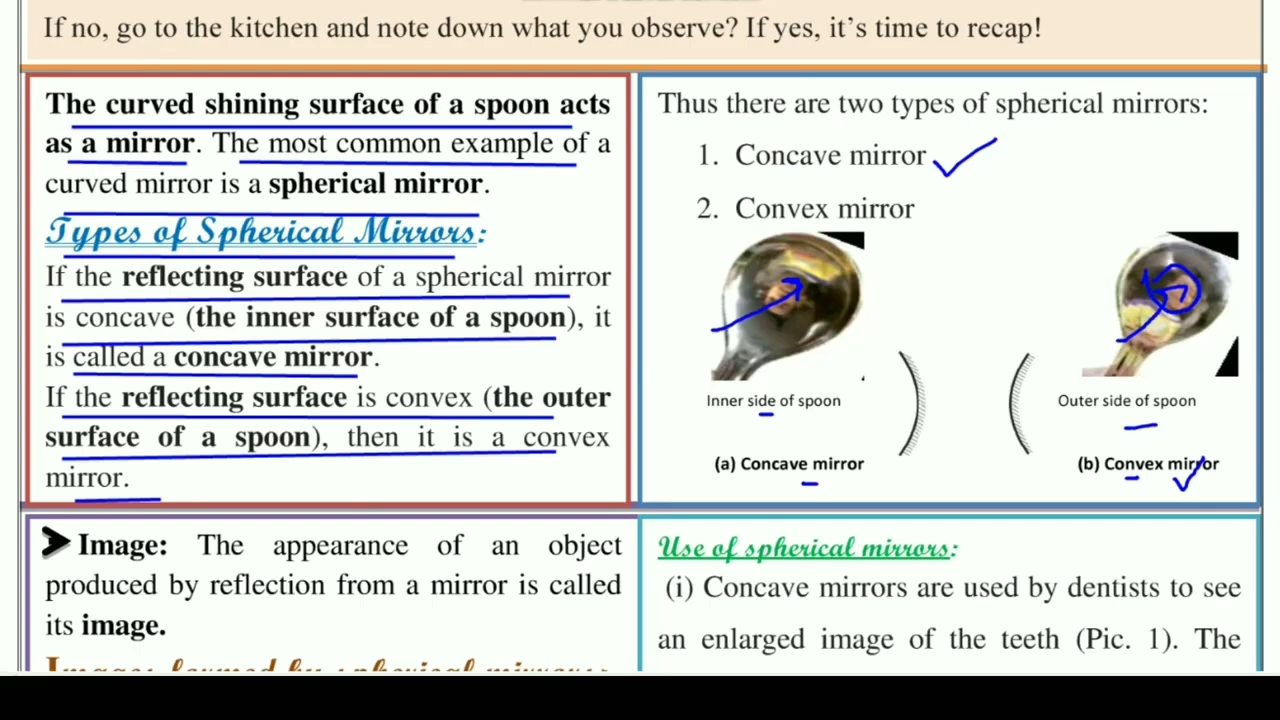 If no, go to the kitchen and note down what you observe? If yes, it’s time to recap!
The curved shining surface of a spoon acts
as a mirror. The most common example of a
curved mirror is a spherical mirror.
Types of Spherical Mirrors:
If the reflecting surface of a spherical mirror
is concave (the inner surface of a spoon), it
is called a concave mirror.
If the reflecting surface is convex (the outer
surface of a spoon), then it is a convex
mirror.
Thus there are two types of spherical mirrors:
1. Concave mirror
2. Convex mirror
Inner side of spoon
Outer side of spoon
(a) Concave mirror
(b) Convex mirror
Image: The appearance of an object
produced by reflection from a mirror is called
its image.
Images formed by spherical mirrors:
Use of spherical mirrors:
(i) Concave mirrors are used by dentists to see
an enlarged image of the teeth (Pic. 1). The